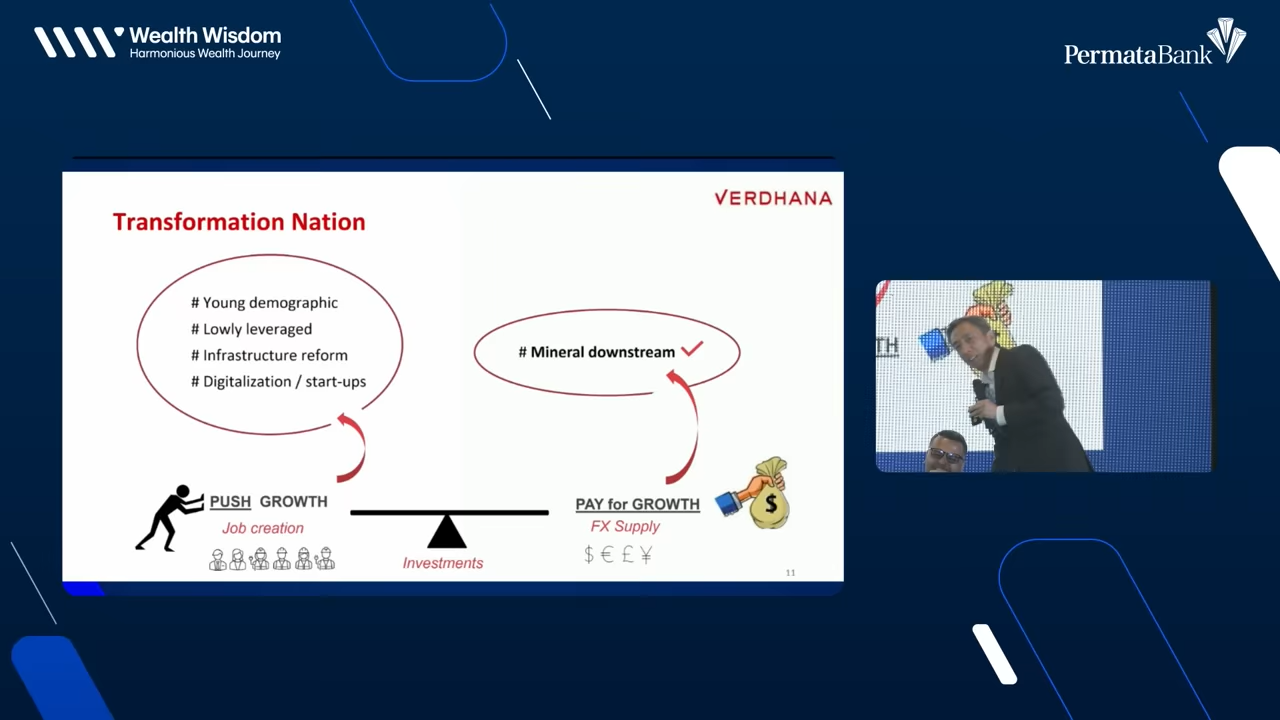 Wealth Wisdom
Harmonious Wealth Journey
PermataBank
VERDHANA
Transformation Nation
# Young demographic
# Lowly leveraged
# Infrastructure reform
# Digitalization / start-ups
# Mineral downstream
PUSH GROWTH
Job creation
Investments
PAY for GROWTH
FX Supply
$ € £ ¥
$
11
TH